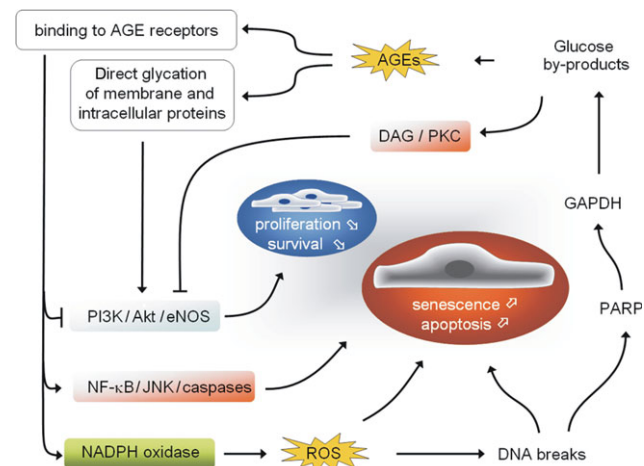 binding to AGE receptors
AGEs
Glucose
by-products
Direct glycation
of membrane and
intracellular proteins
DAG / PKC
GAPDH
proliferation ⬂
survival ⬂
senescence ⬀
apoptosis ⬀
PI3K / Akt / eNOS
PARP
NF-κB/JNK/caspases
NADPH oxidase
ROS
DNA breaks